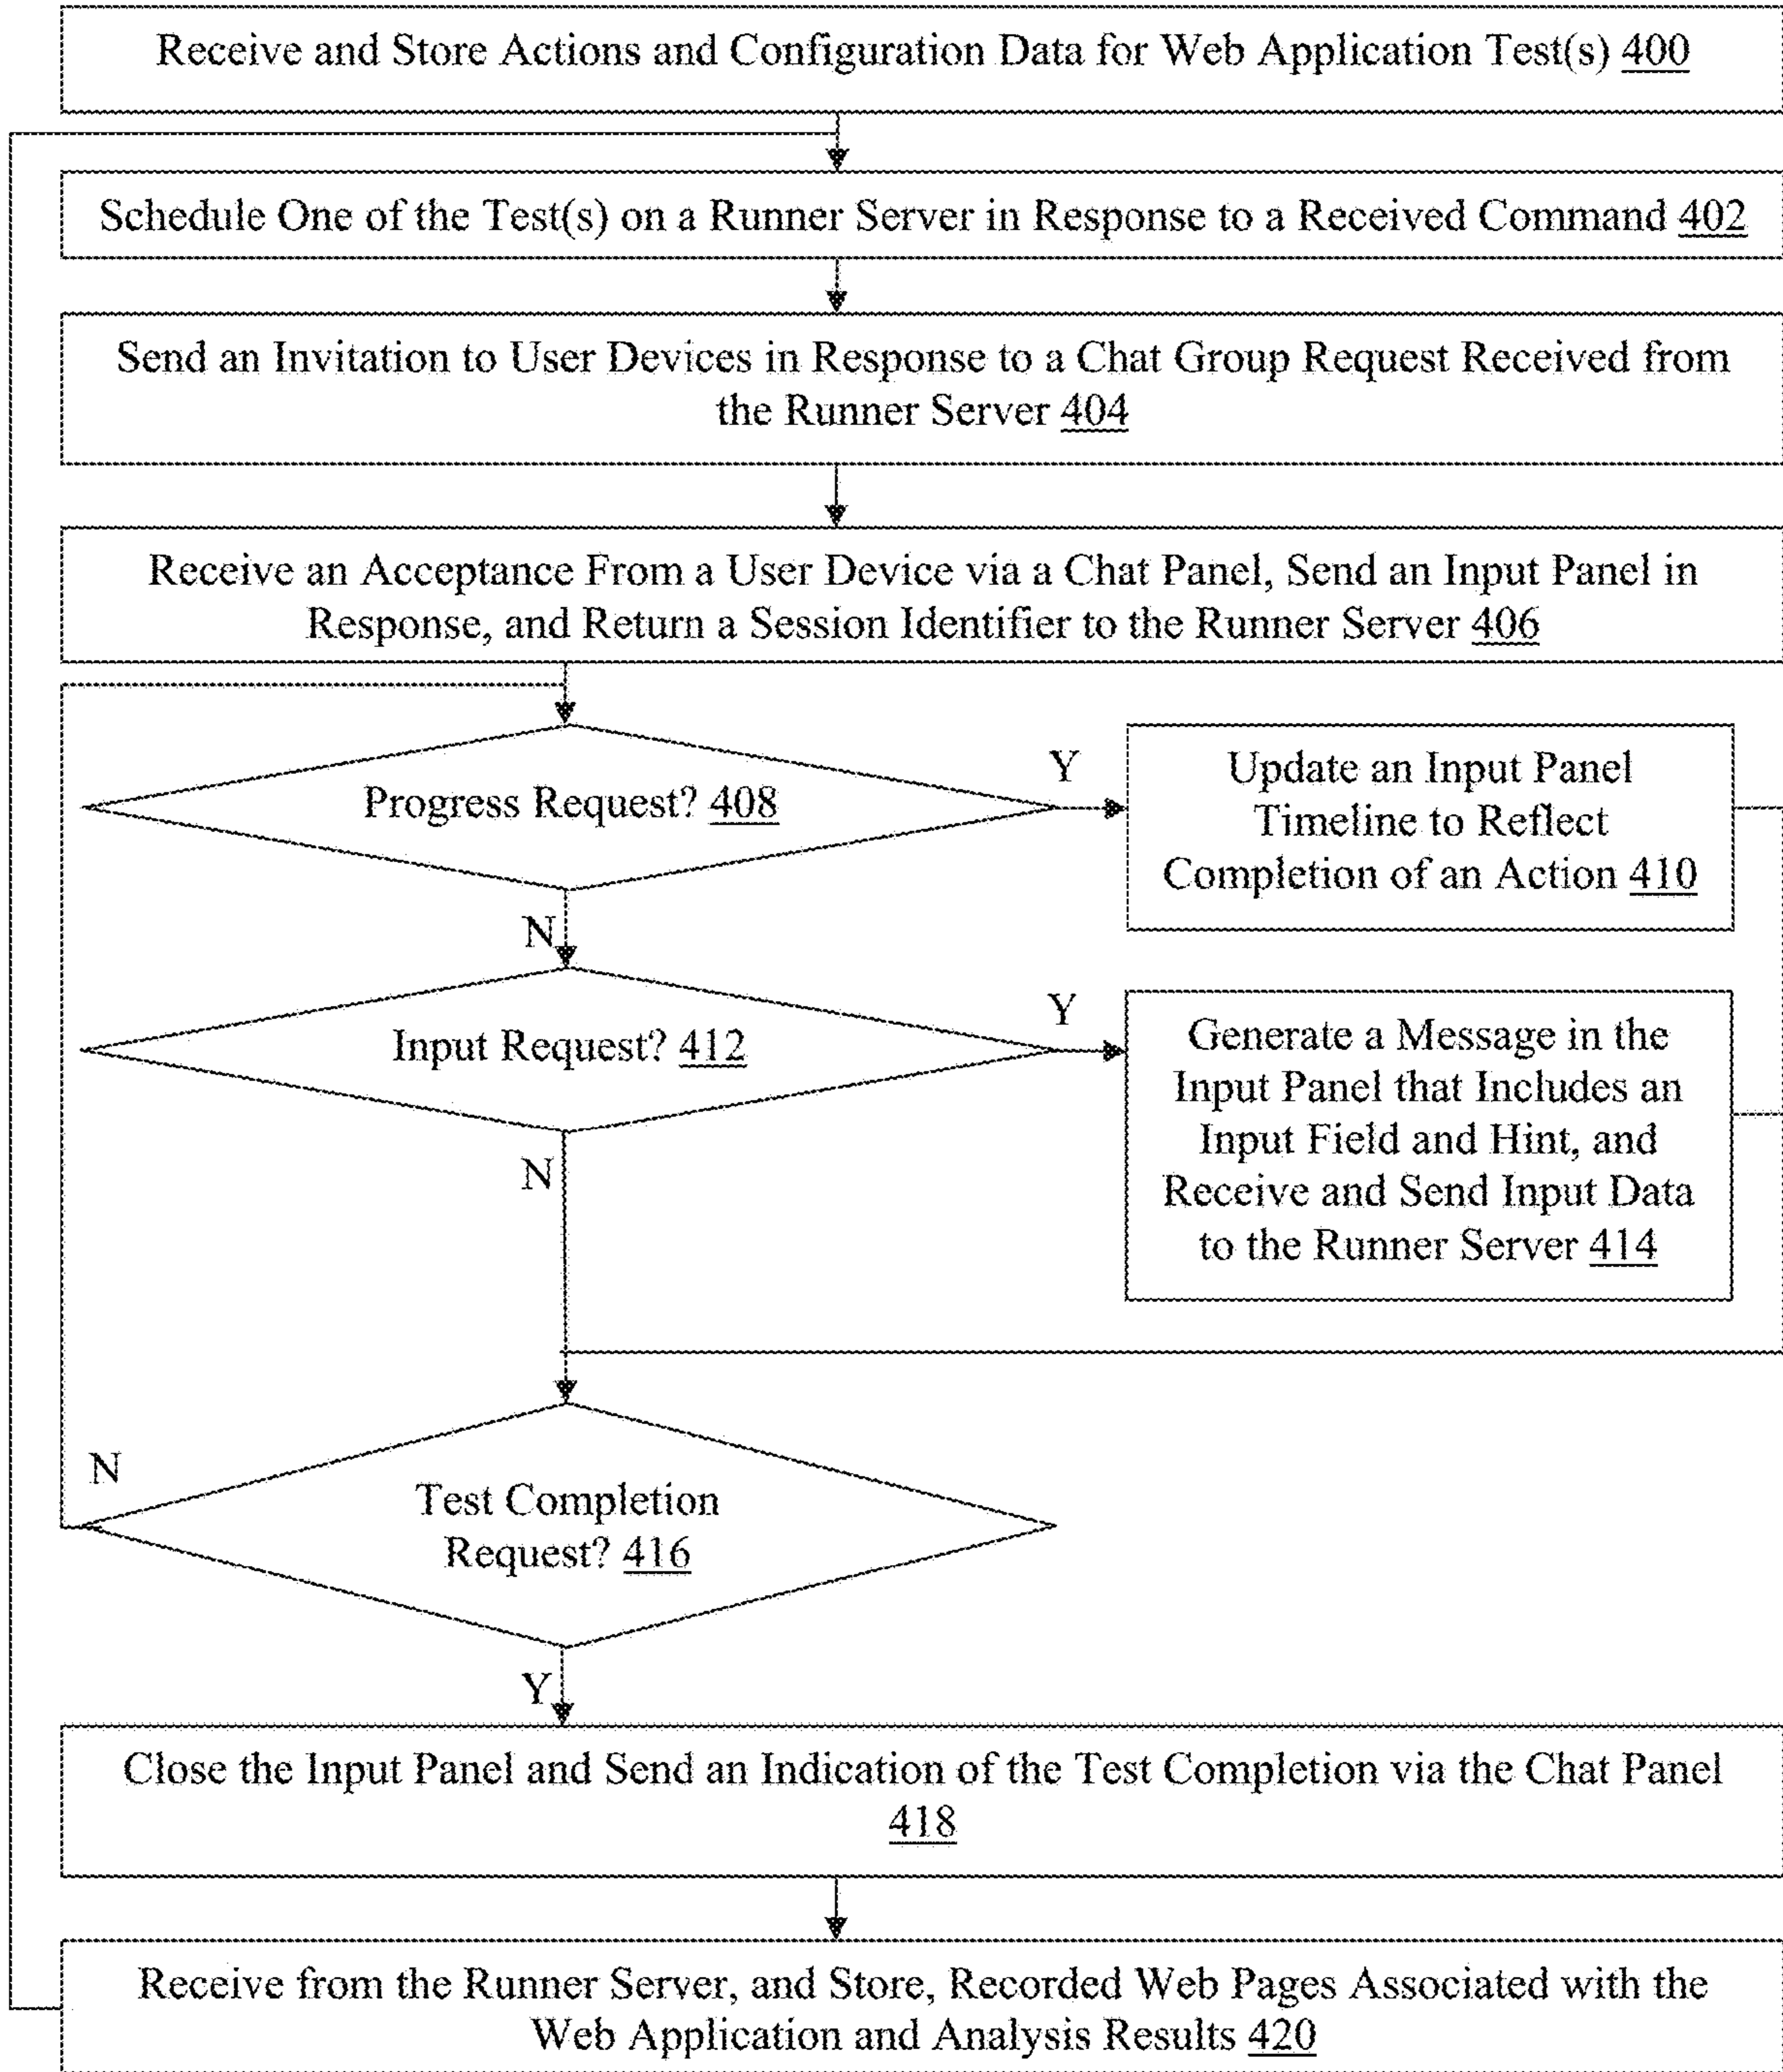 Receive and Store Actions and Configuration Data for Web Application Test(s) 400
Schedule One of the Test(s) on a Runner Server in Response to a Received Command 402
Send an Invitation to User Devices in Response to a Chat Group Request Received from
the Runner Server 404
Receive an Acceptance From a User Device via a Chat Panel, Send an Input Panel in
Response, and Return a Session Identifier to the Runner Server 406
Progress Request? 408
Y
Update an Input Panel
Timeline to Reflect
Completion of an Action 410
N
Input Request? 412
Y
Generate a Message in the
Input Panel that Includes an
Input Field and Hint, and
Receive and Send Input Data
to the Runner Server 414
N
N
Test Completion
Request? 416
Y
Close the Input Panel and Send an Indication of the Test Completion via the Chat Panel
418
Receive from the Runner Server, and Store, Recorded Web Pages Associated with the
Web Application and Analysis Results 420